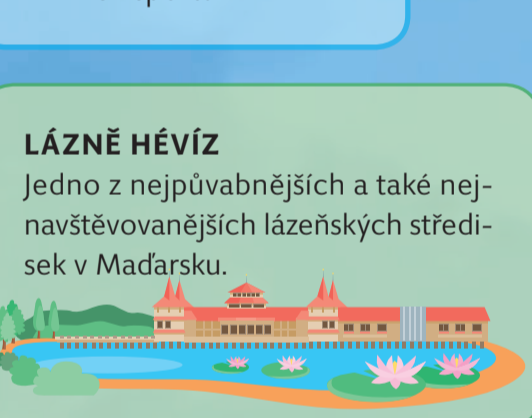 LÁZNĚ HÉVÍZ
Jedno z nejpůvabnějších a také nej-
navštěvovanějších lázeňských středi-
sek v Maďarsku.